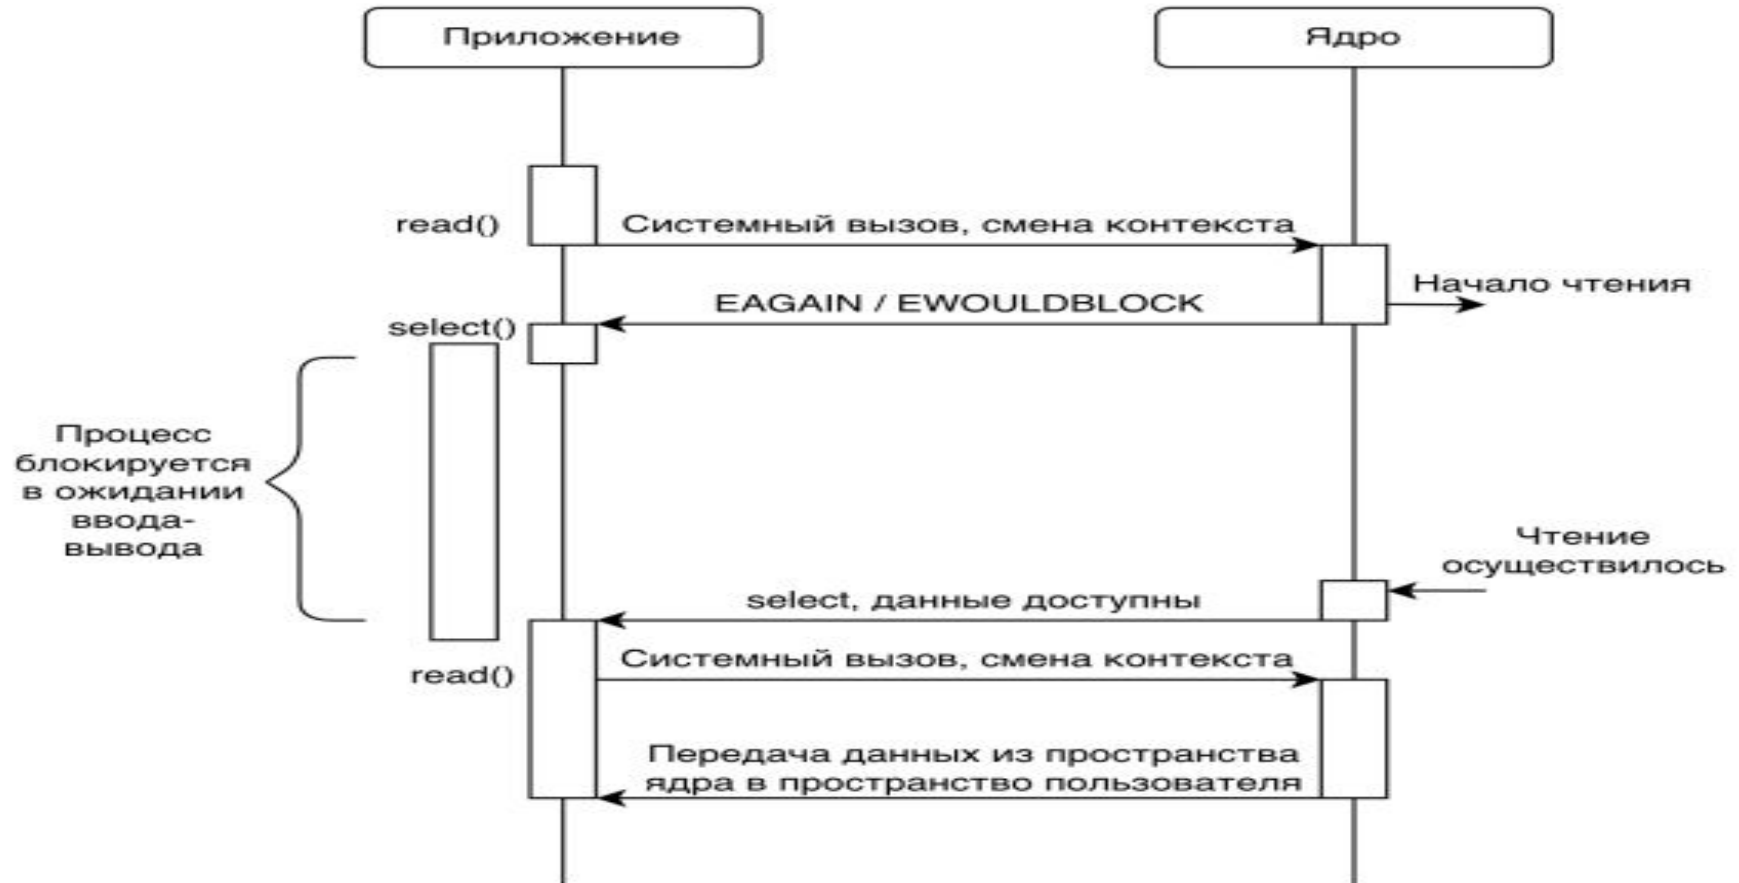 Приложение
Ядро
read()
Системный вызов, смена контекста
Начало чтения
EAGAIN / EWOULDBLOCK
select()
Процесс
блокируется
в ожидании
ввода-
вывода
Чтение
осуществилось
select, данные доступны
Системный вызов, смена контекста
read()
Передача данных из пространства
ядра в пространство пользователя